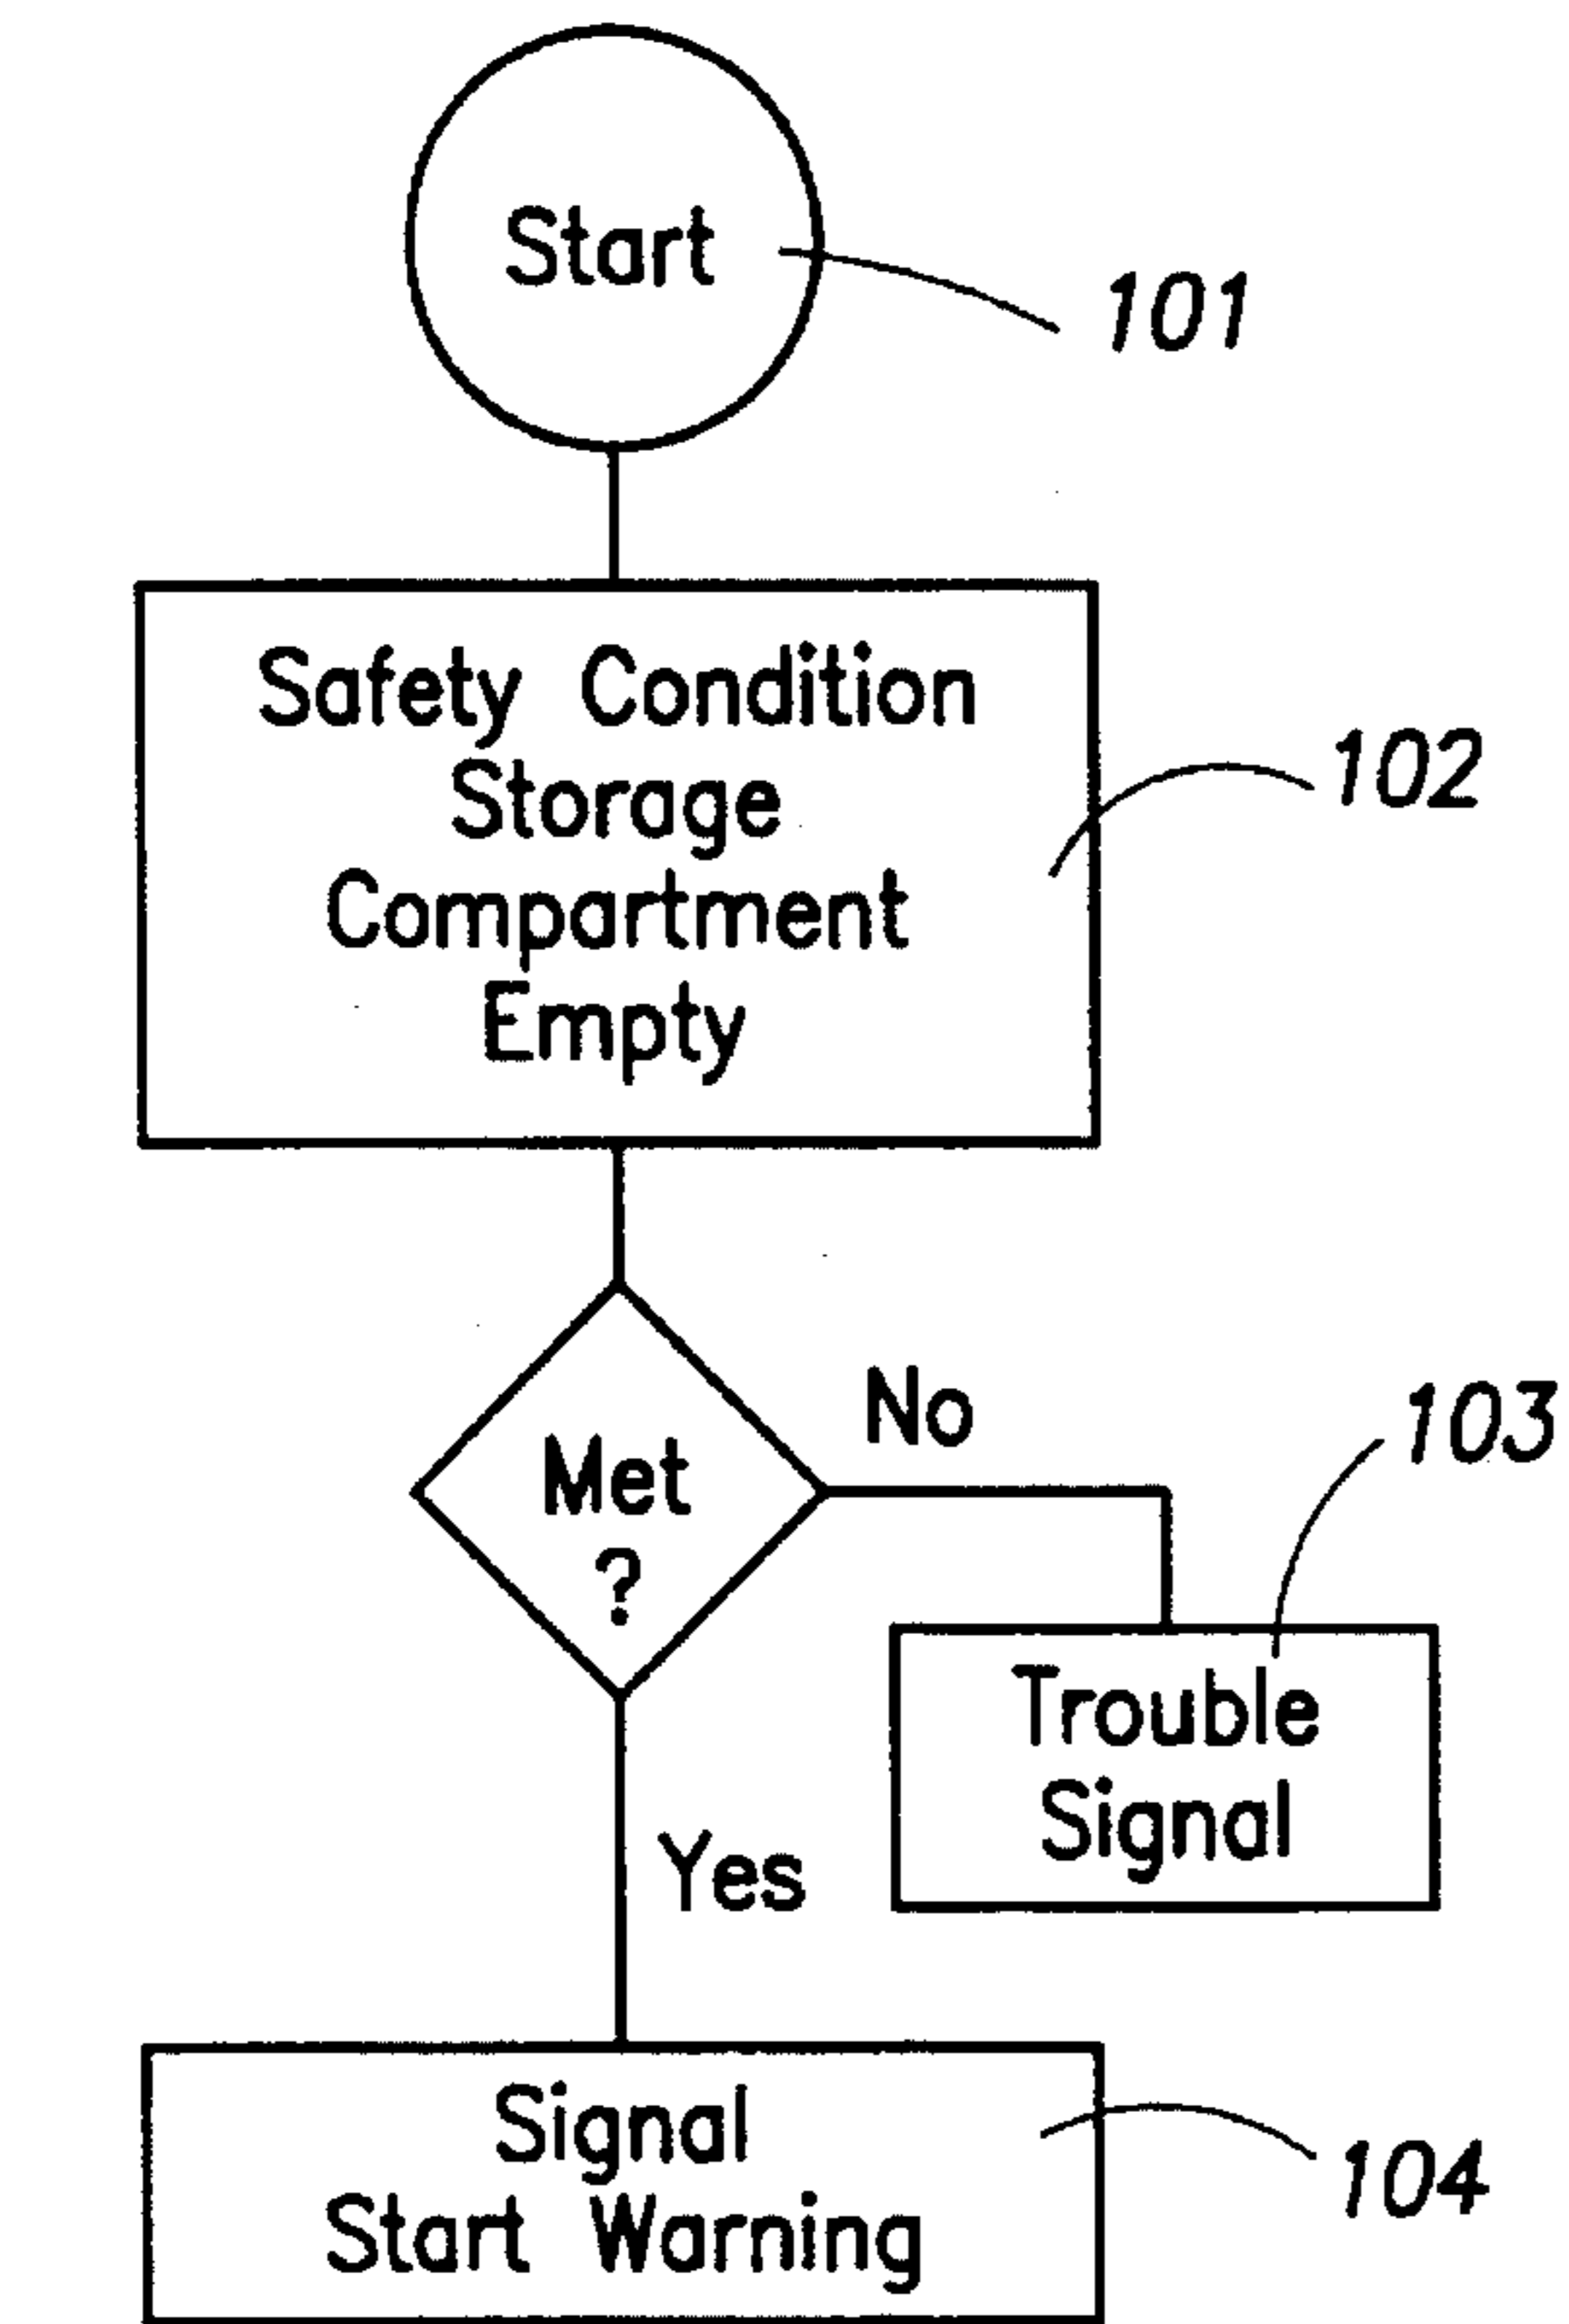 Start
101
Safety Condition
Storage
Compartment
Empty
102
Met
?
No
103
Trouble
Signal
Yes
Signal
Start Warning
104